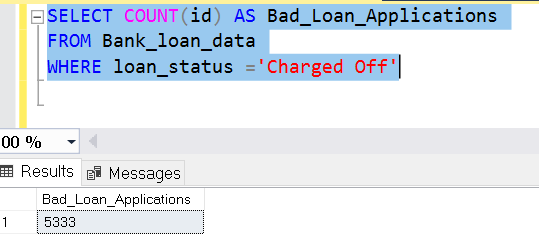 SELECT COUNT(id) AS Bad_Loan_Applications
FROM Bank_loan_data
WHERE loan_status ='Charged Off'
00 %
Results Messages
Bad_Loan_Applications
1 5333